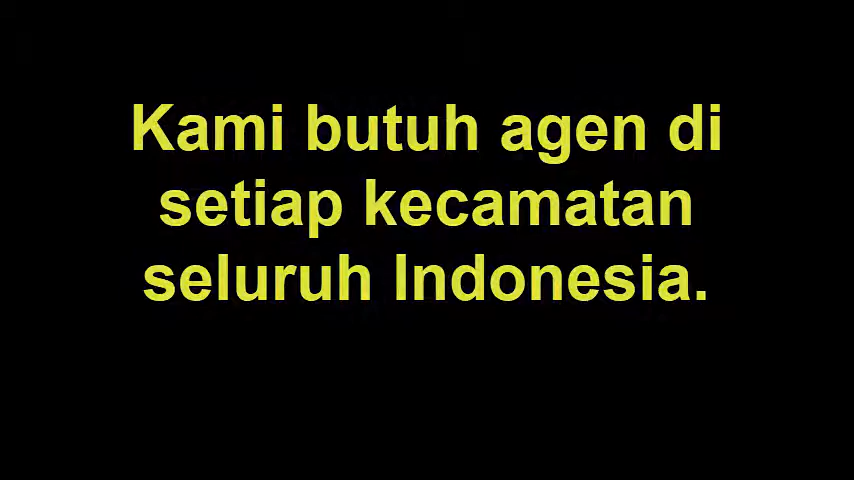 Kami butuh agen di
setiap kecamatan
seluruh Indonesia.